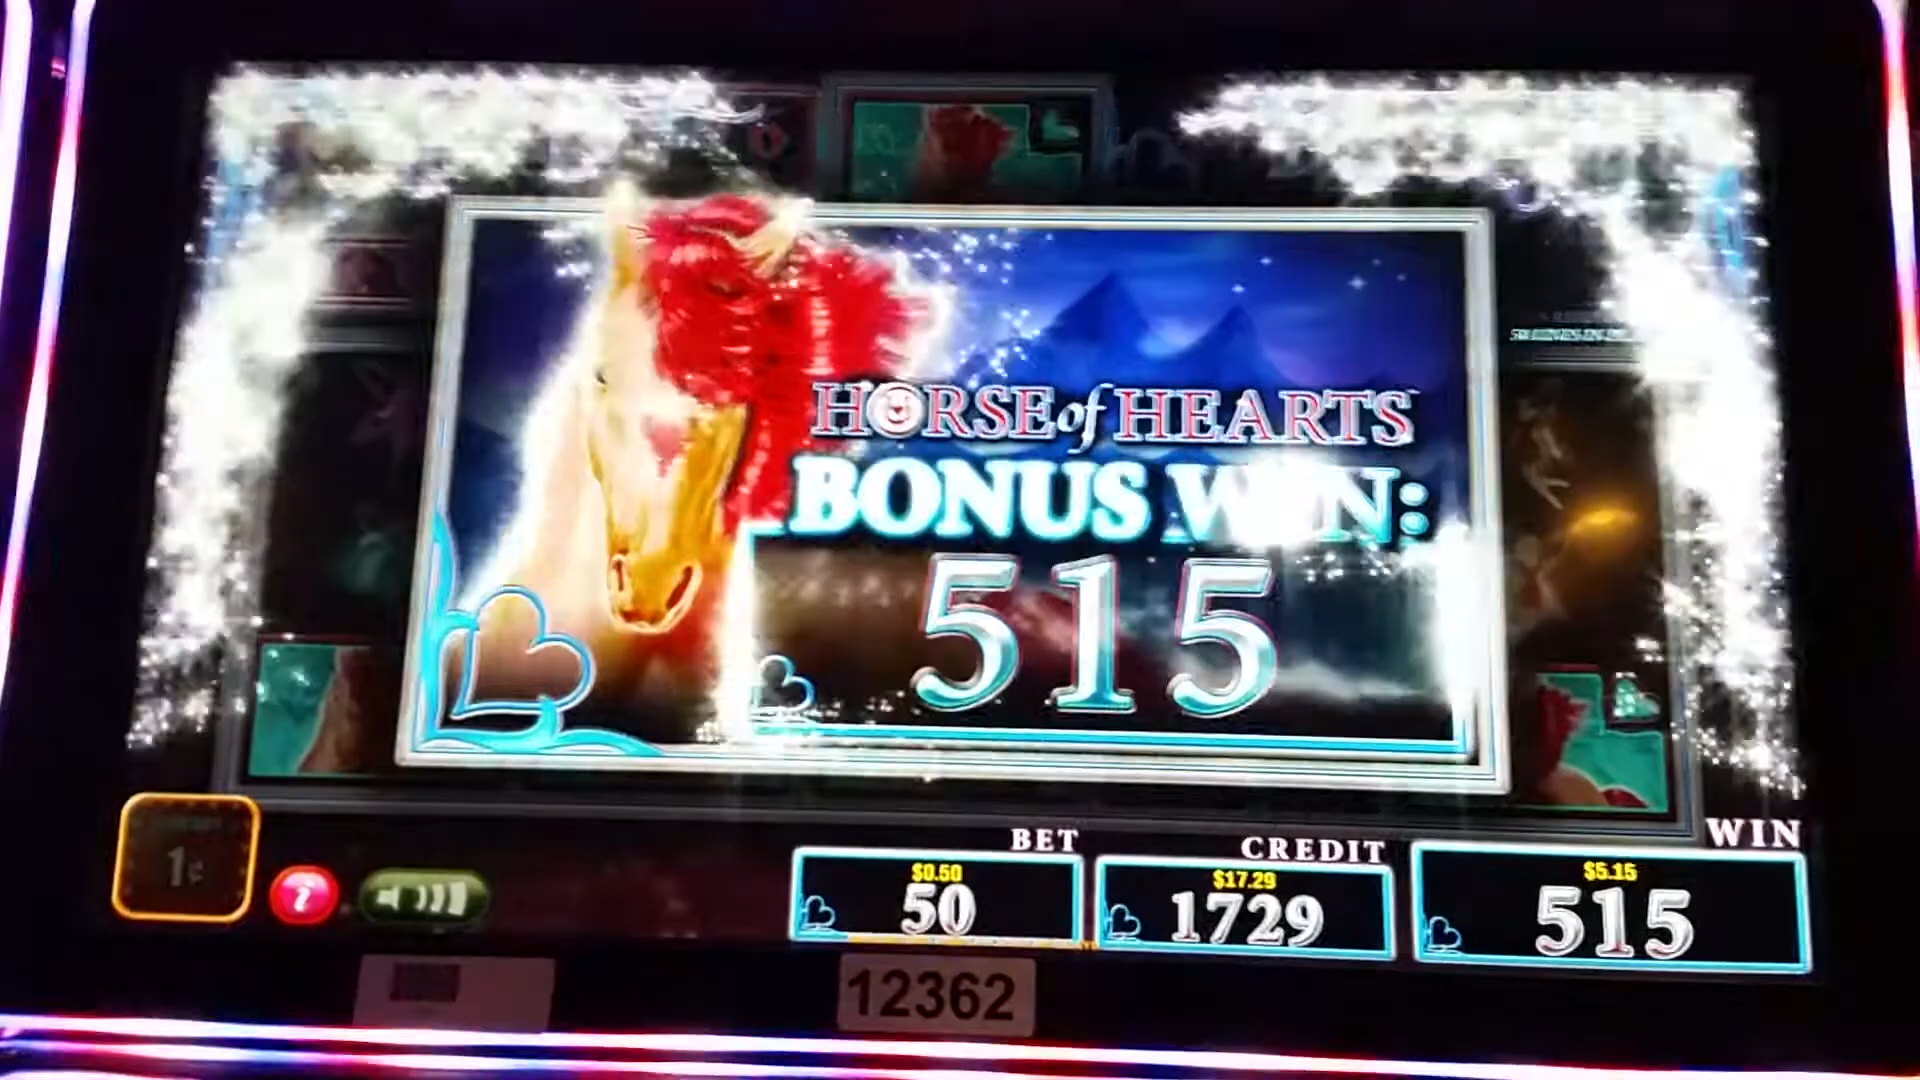 HORSE of HEARTS
BONUS WIN:
515
BET
$0.50
50
CREDIT
$17.29
1729
WIN
$5.15
515
1¢
12362